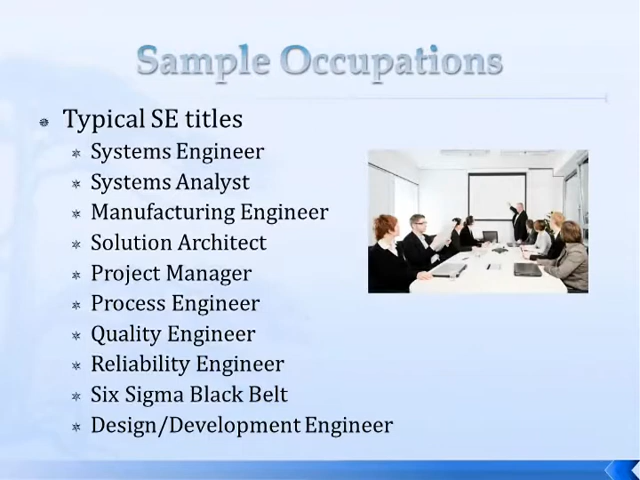 Sample Occupations
Typical SE titles
Systems Engineer
Systems Analyst
Manufacturing Engineer
Solution Architect
Project Manager
Process Engineer
Quality Engineer
Reliability Engineer
Six Sigma Black Belt
Design/Development Engineer